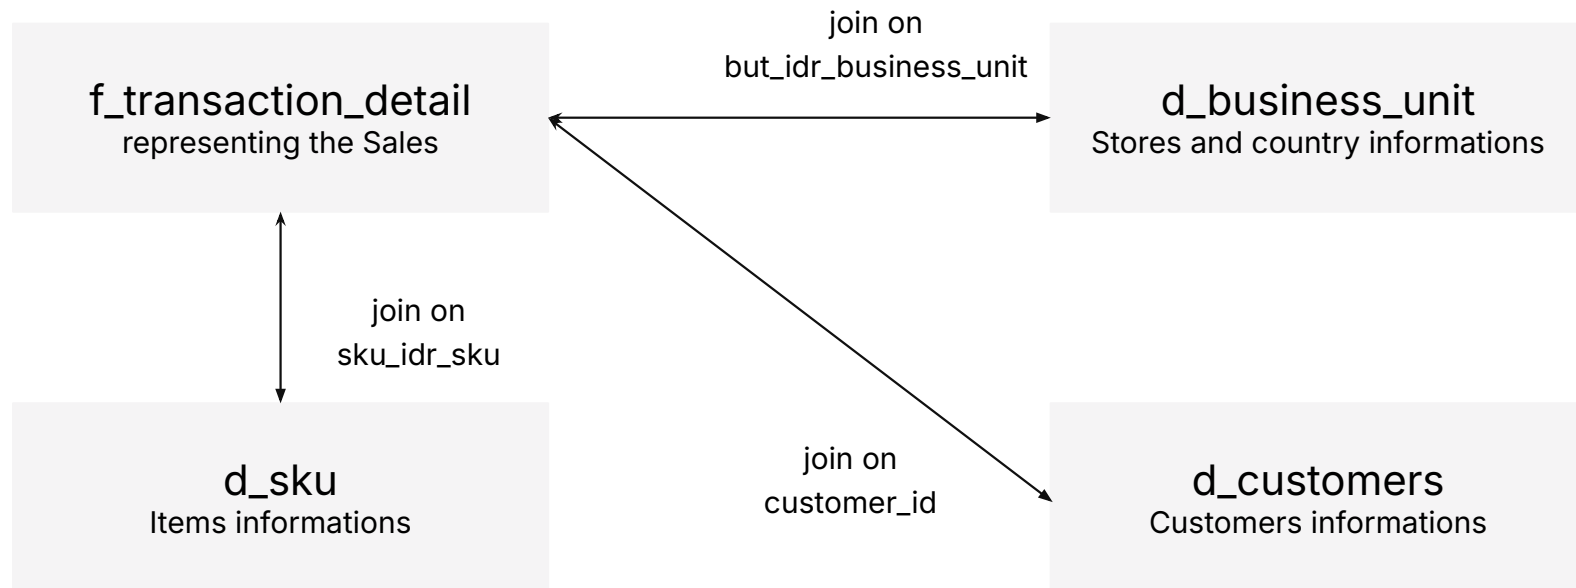 join on
but_idr_business_unit
f_transaction_detail
representing the Sales
d_business_unit
Stores and country informations
join on
sku_idr_sku
join on
customer_id
d_sku
Items informations
d_customers
Customers informations